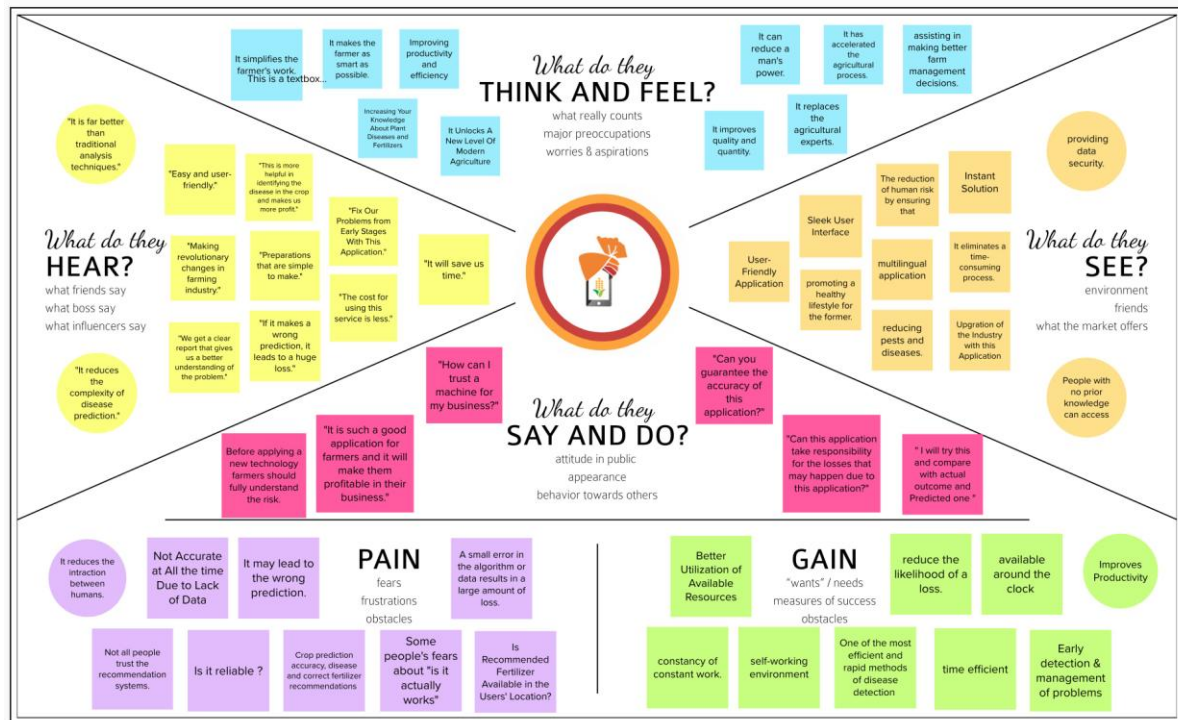 It simplifies the
farmer's work.
This is a textbox...
It makes the
farmer as
smart as
possible.
Improving
productivity
and
efficiency
Increasing Your
Knowledge
About Plant
Diseases and
Fertilizers
It Unlocks A
New Level Of
Modern
Agriculture
What do they
THINK AND FEEL?
what really counts
major preoccupations
worries & aspirations
It can
reduce a
man's
power.
It has
accelerated
the
agricultural
process.
assisting in
making better
farm
management
decisions.
It improves
quality and
quantity.
It replaces
the
agricultural
experts.
"It is far better
than
traditional
analysis
techniques."
"Easy and user-
friendly."
"This is more
helpful in
identifying the
disease in the crop
and makes us
more profit."
"Fix Our
Problems from
Early Stages
With This
Application."
What do they
HEAR?
what friends say
what boss say
what influencers say
"Making
revolutionary
changes in
farming
industry."
"Preparations
that are simple
to make."
"It will save us
time."
"The cost for
using this
service is less."
"We get a clear
report that gives
us a better
understanding of
the problem."
"If it makes a
wrong
prediction, it
leads to a huge
loss."
"It reduces
the
complexity of
disease
prediction."
providing
data
security.
The reduction
of human risk
by ensuring
that
Instant
Solution
Sleek User
Interface
User-
Friendly
Application
multilingual
application
It eliminates a
time-
consuming
process.
promoting a
healthy
lifestyle for
the former.
reducing
pests and
diseases.
Upgration of
the Industry
with this
Application
What do they
SEE?
environment
friends
what the market offers
People with
no prior
knowledge
can access
"How can I
trust a
machine for
my business?"
"Can you
guarantee the
accuracy of
this
application?"
What do they
SAY AND DO?
attitude in public
appearance
behavior towards others
Before applying a
new technology
farmers should
fully understand
the risk.
"It is such a good
application for
farmers and it will
make them
profitable in their
business."
"Can this application
take responsibility
for the losses that
may happen due to
this application?"
" I will try this
and compare
with actual
outcome and
Predicted one "
It reduces the
intraction
between
humans.
Not Accurate
at All the time
Due to Lack
of Data
It may lead to
the wrong
prediction.
PAIN
fears
frustrations
obstacles
A small error in
the algorithm or
data results in a
large amount of
loss.
Not all people
trust the
recommendation
systems.
Is it reliable ?
Crop prediction
accuracy, disease
and correct fertilizer
recommendations
Some
people's fears
about "is it
actually
works"
Is
Recommended
Fertilizer
Available in the
Users' Location?
Better
Utilization of
Available
Resources
GAIN
"wants" / needs
measures of success
obstacles
reduce the
likelihood of a
loss.
available
around the
clock
Improves
Productivity
constancy of
constant work.
self-working
environment
One of the most
efficient and
rapid methods
of disease
detection
time efficient
Early
detection &
management
of problems